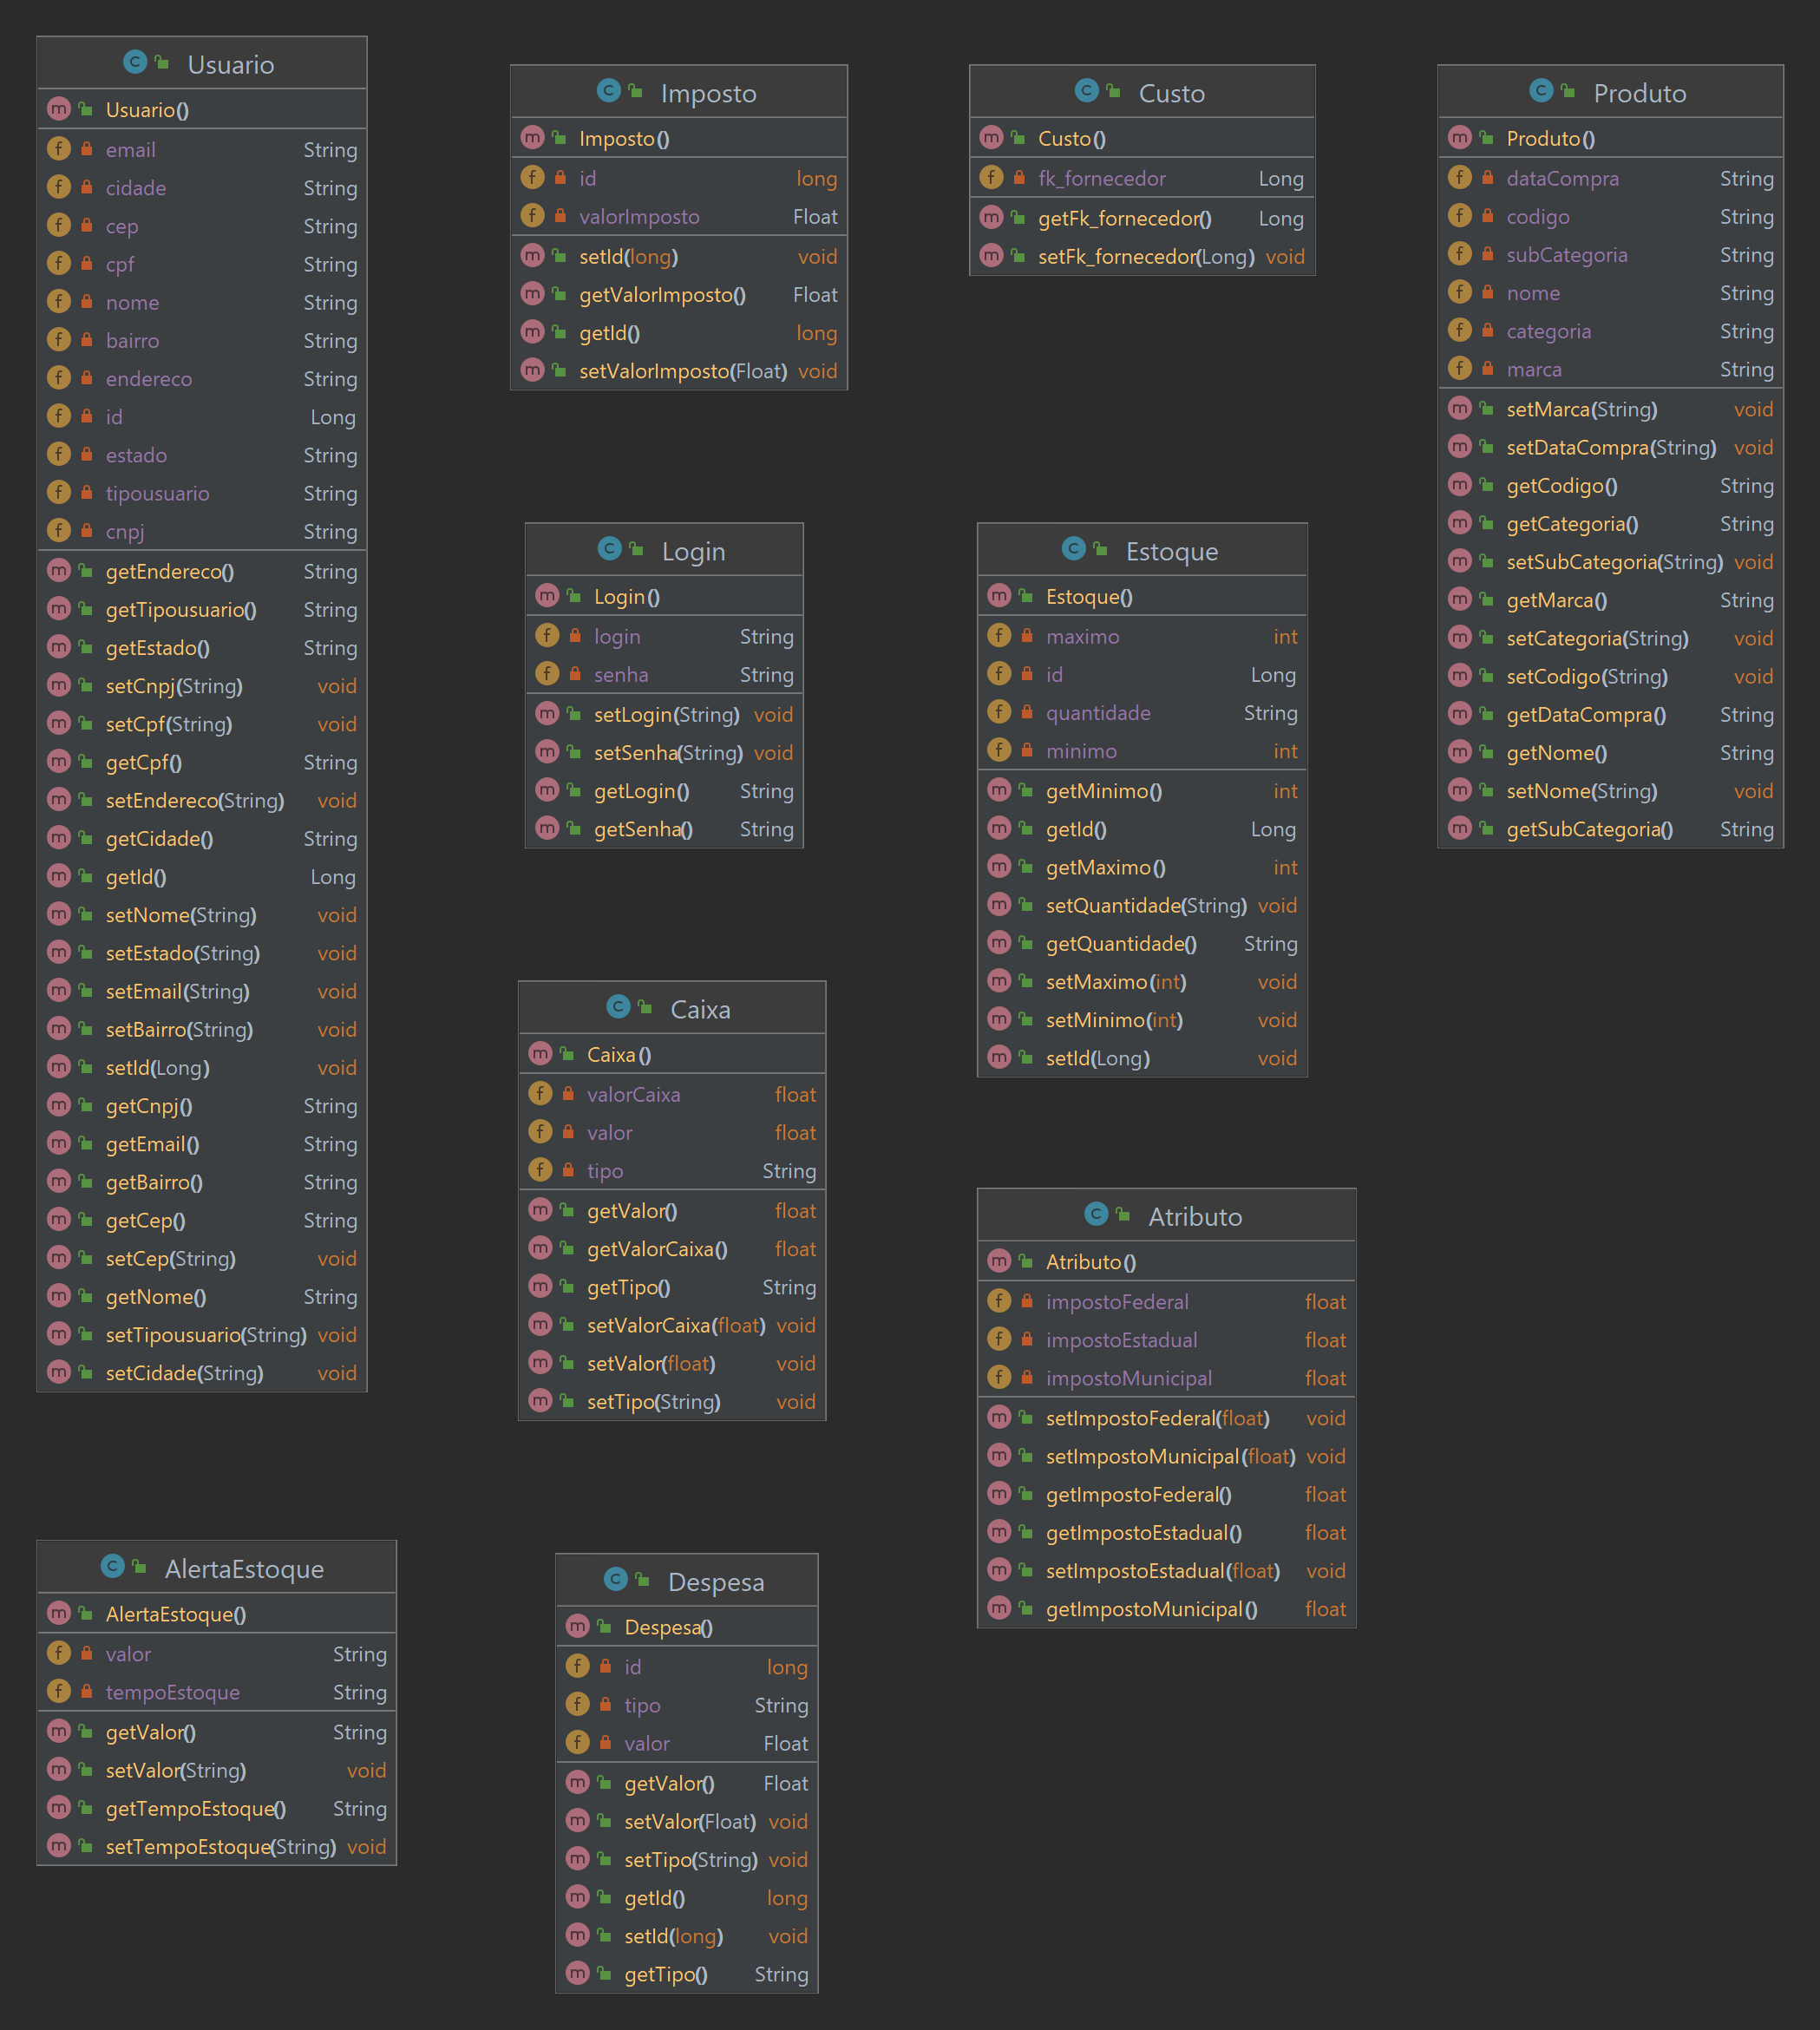 Usuario
Usuario()
email String
cidade String
cep String
cpf String
nome String
bairro String
endereco String
id Long
estado String
tipousuario String
cnpj String
getEndereco() String
getTipousuario() String
getEstado() String
setCnpj(String) void
setCpf(String) void
getCpf() String
setEndereco(String) void
getCidade() String
getId() Long
setNome(String) void
setEstado(String) void
setEmail(String) void
setBairro(String) void
setId(Long) void
getCnpj() String
getEmail() String
getBairro() String
getCep() String
setCep(String) void
getNome() String
setTipousuario(String) void
setCidade(String) void
Imposto
Imposto()
id long
valorImposto Float
setId(long) void
getValorImposto() Float
getId() long
setValorImposto(Float) void
Custo
Custo()
fk_fornecedor Long
getFk_fornecedor() Long
setFk_fornecedor(Long) void
Produto
Produto()
dataCompra String
codigo String
subCategoria String
nome String
categoria String
marca String
setMarca(String) void
setDataCompra(String) void
getCodigo() String
getCategoria() String
setSubCategoria(String) void
getMarca() String
setCategoria(String) void
setCodigo(String) void
getDataCompra() String
getNome() String
setNome(String) void
getSubCategoria() String
Login
Login()
login String
senha String
setLogin(String) void
setSenha(String) void
getLogin() String
getSenha() String
Estoque
Estoque()
maximo int
id Long
quantidade String
minimo int
getMinimo() int
getId() Long
getMaximo() int
setQuantidade(String) void
getQuantidade() String
setMaximo(int) void
setMinimo(int) void
setId(Long) void
Caixa
Caixa()
valorCaixa float
valor float
tipo String
getValor() float
getValorCaixa() float
getTipo() String
setValorCaixa(float) void
setValor(float) void
setTipo(String) void
Atributo
Atributo()
impostoFederal float
impostoEstadual float
impostoMunicipal float
setImpostoFederal(float) void
setImpostoMunicipal(float) void
getImpostoFederal() float
getImpostoEstadual() float
setImpostoEstadual(float) void
getImpostoMunicipal() float
AlertaEstoque
AlertaEstoque()
valor String
tempoEstoque String
getValor() String
setValor(String) void
getTempoEstoque() String
setTempoEstoque(String) void
Despesa
Despesa()
id long
tipo String
valor Float
getValor() Float
setValor(Float) void
setTipo(String) void
getId() long
setId(long) void
getTipo() String